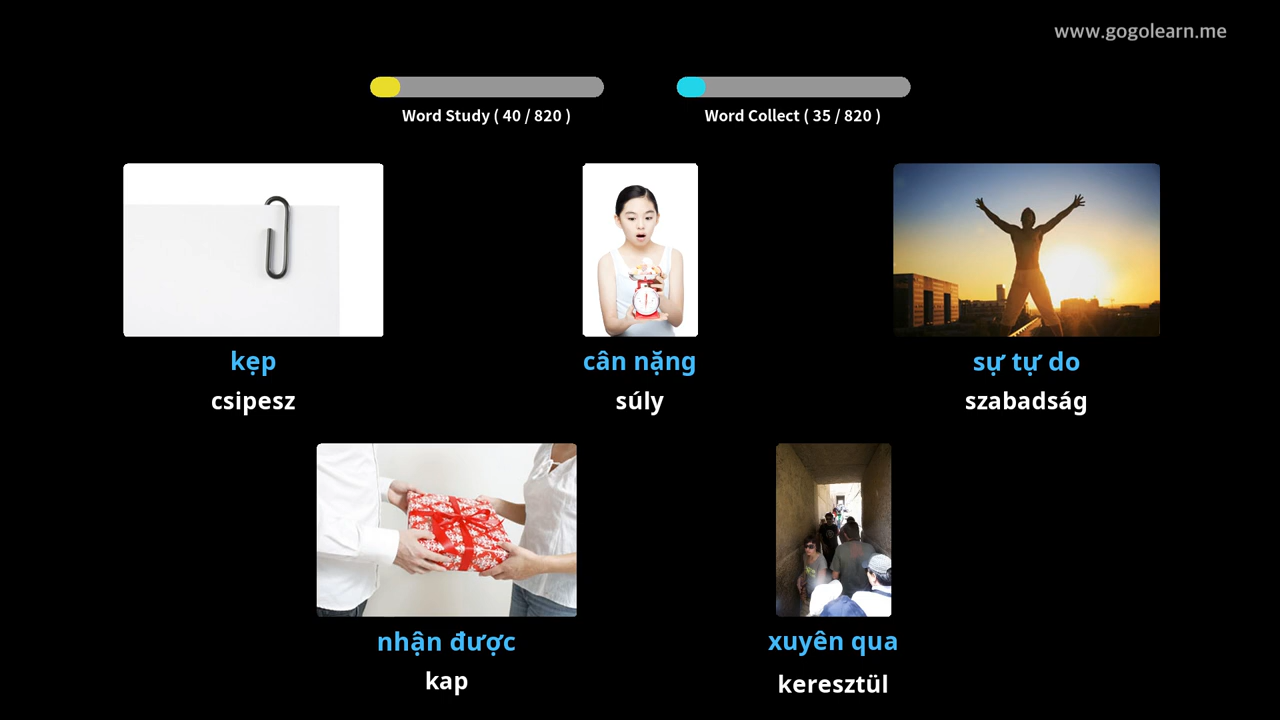 www.gogolearn.me
Word Study ( 40 / 820 )
Word Collect ( 35 / 820 )
kẹp
csipesz
cân nặng
súly
sự tự do
szabadság
nhận được
kap
xuyên qua
keresztül